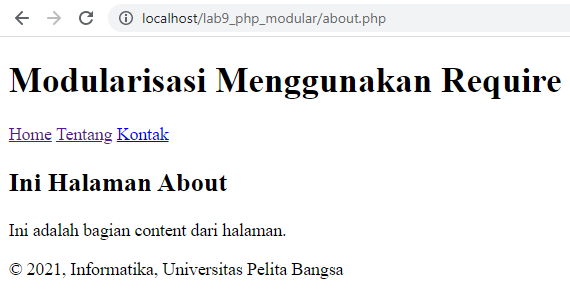 localhost/lab9_php_modular/about.php
Modularisasi Menggunakan Require
Home Tentang Kontak
Ini Halaman About
Ini adalah bagian content dari halaman.
© 2021, Informatika, Universitas Pelita Bangsa